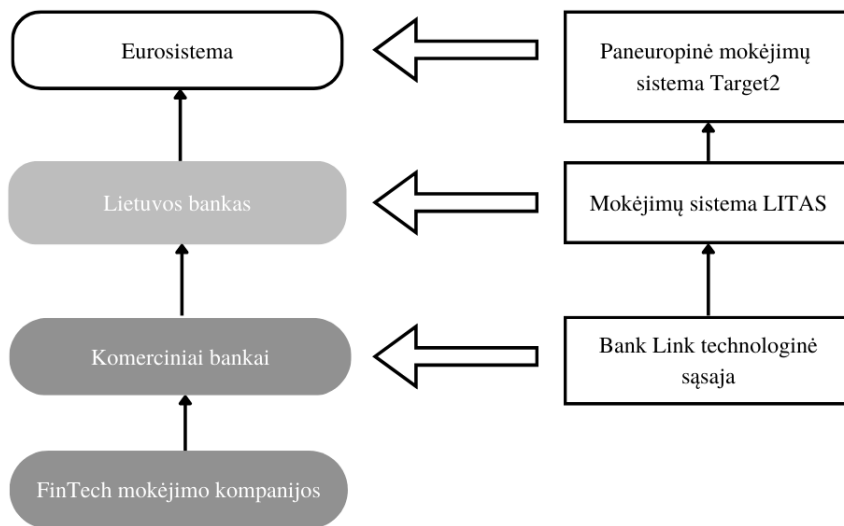 Eurosistema
Paneuropinė mokėjimų
sistema Target2
Lietuvos bankas
Mokėjimų sistema LITAS
Komerciniai bankai
Bank Link technologinė
sąsaja
FinTech mokėjimo kompanijos